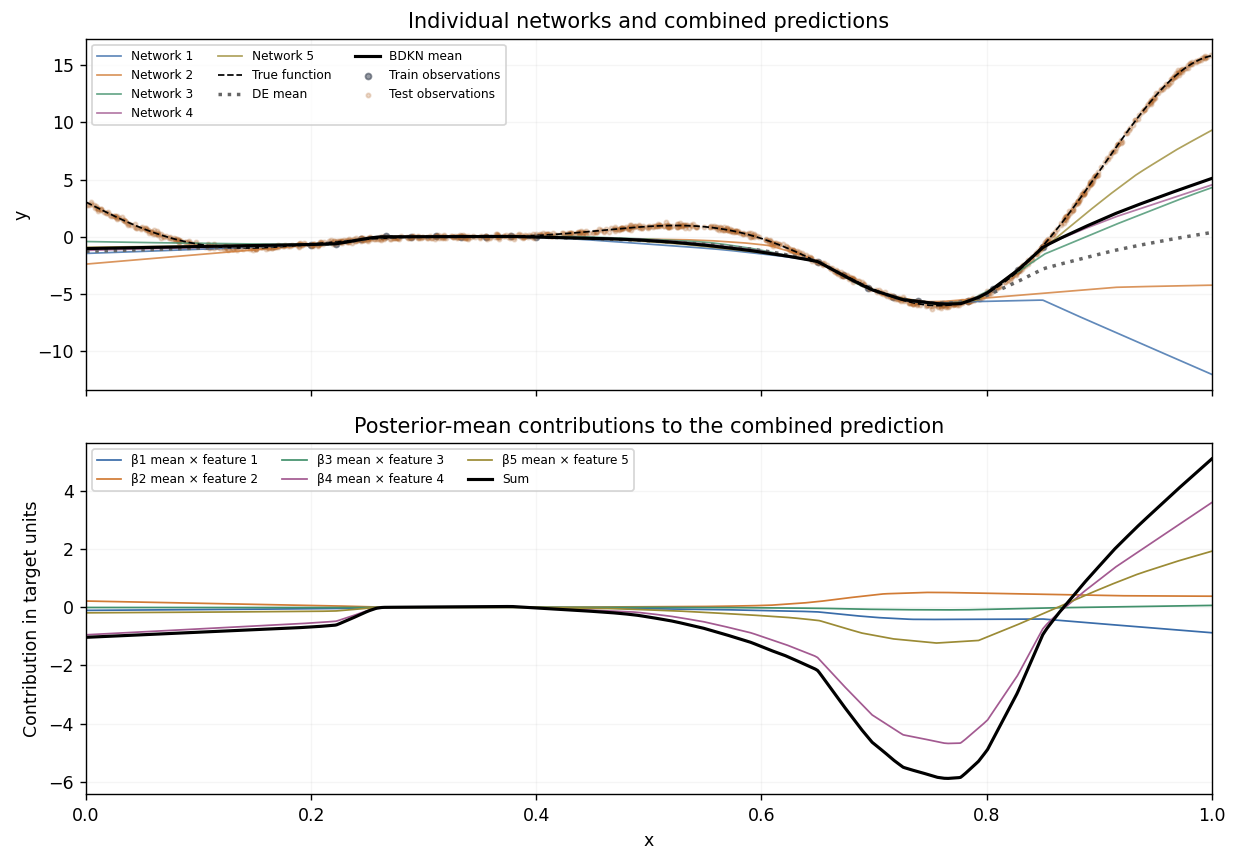 Individual networks and combined predictions
Network 1
Network 2
Network 3
Network 4
Network 5
True function
DE mean
BDKN mean
Train observations
Test observations
15
10
5
0
−5
−10
y
Posterior-mean contributions to the combined prediction
β1 mean × feature 1
β2 mean × feature 2
β3 mean × feature 3
β4 mean × feature 4
β5 mean × feature 5
Sum
4
2
0
−2
−4
−6
Contribution in target units
0.0 0.2 0.4 0.6 0.8 1.0
x